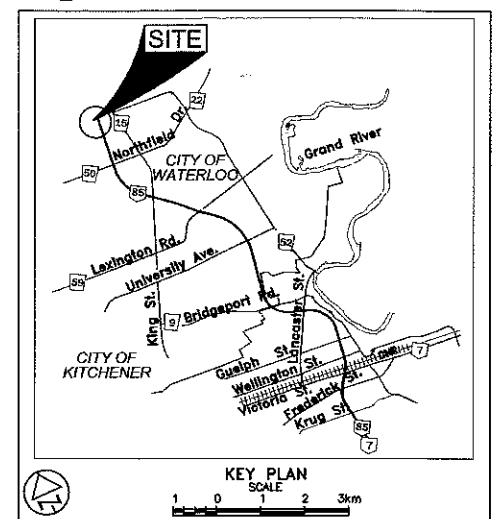 SITE
22
15
Northfield Dr.
CITY OF
WATERLOO
Grand River
50
85
52
Lexington Rd.
University Ave.
59
King St.
9
Bridgeport Rd.
Lancaster St.
CITY OF
KITCHENER
Guelph St.
Wellington St.
Victoria St.
CNR
7
Frederick St.
Krug St.
85
7
KEY PLAN
SCALE
1 0 1 2 3km